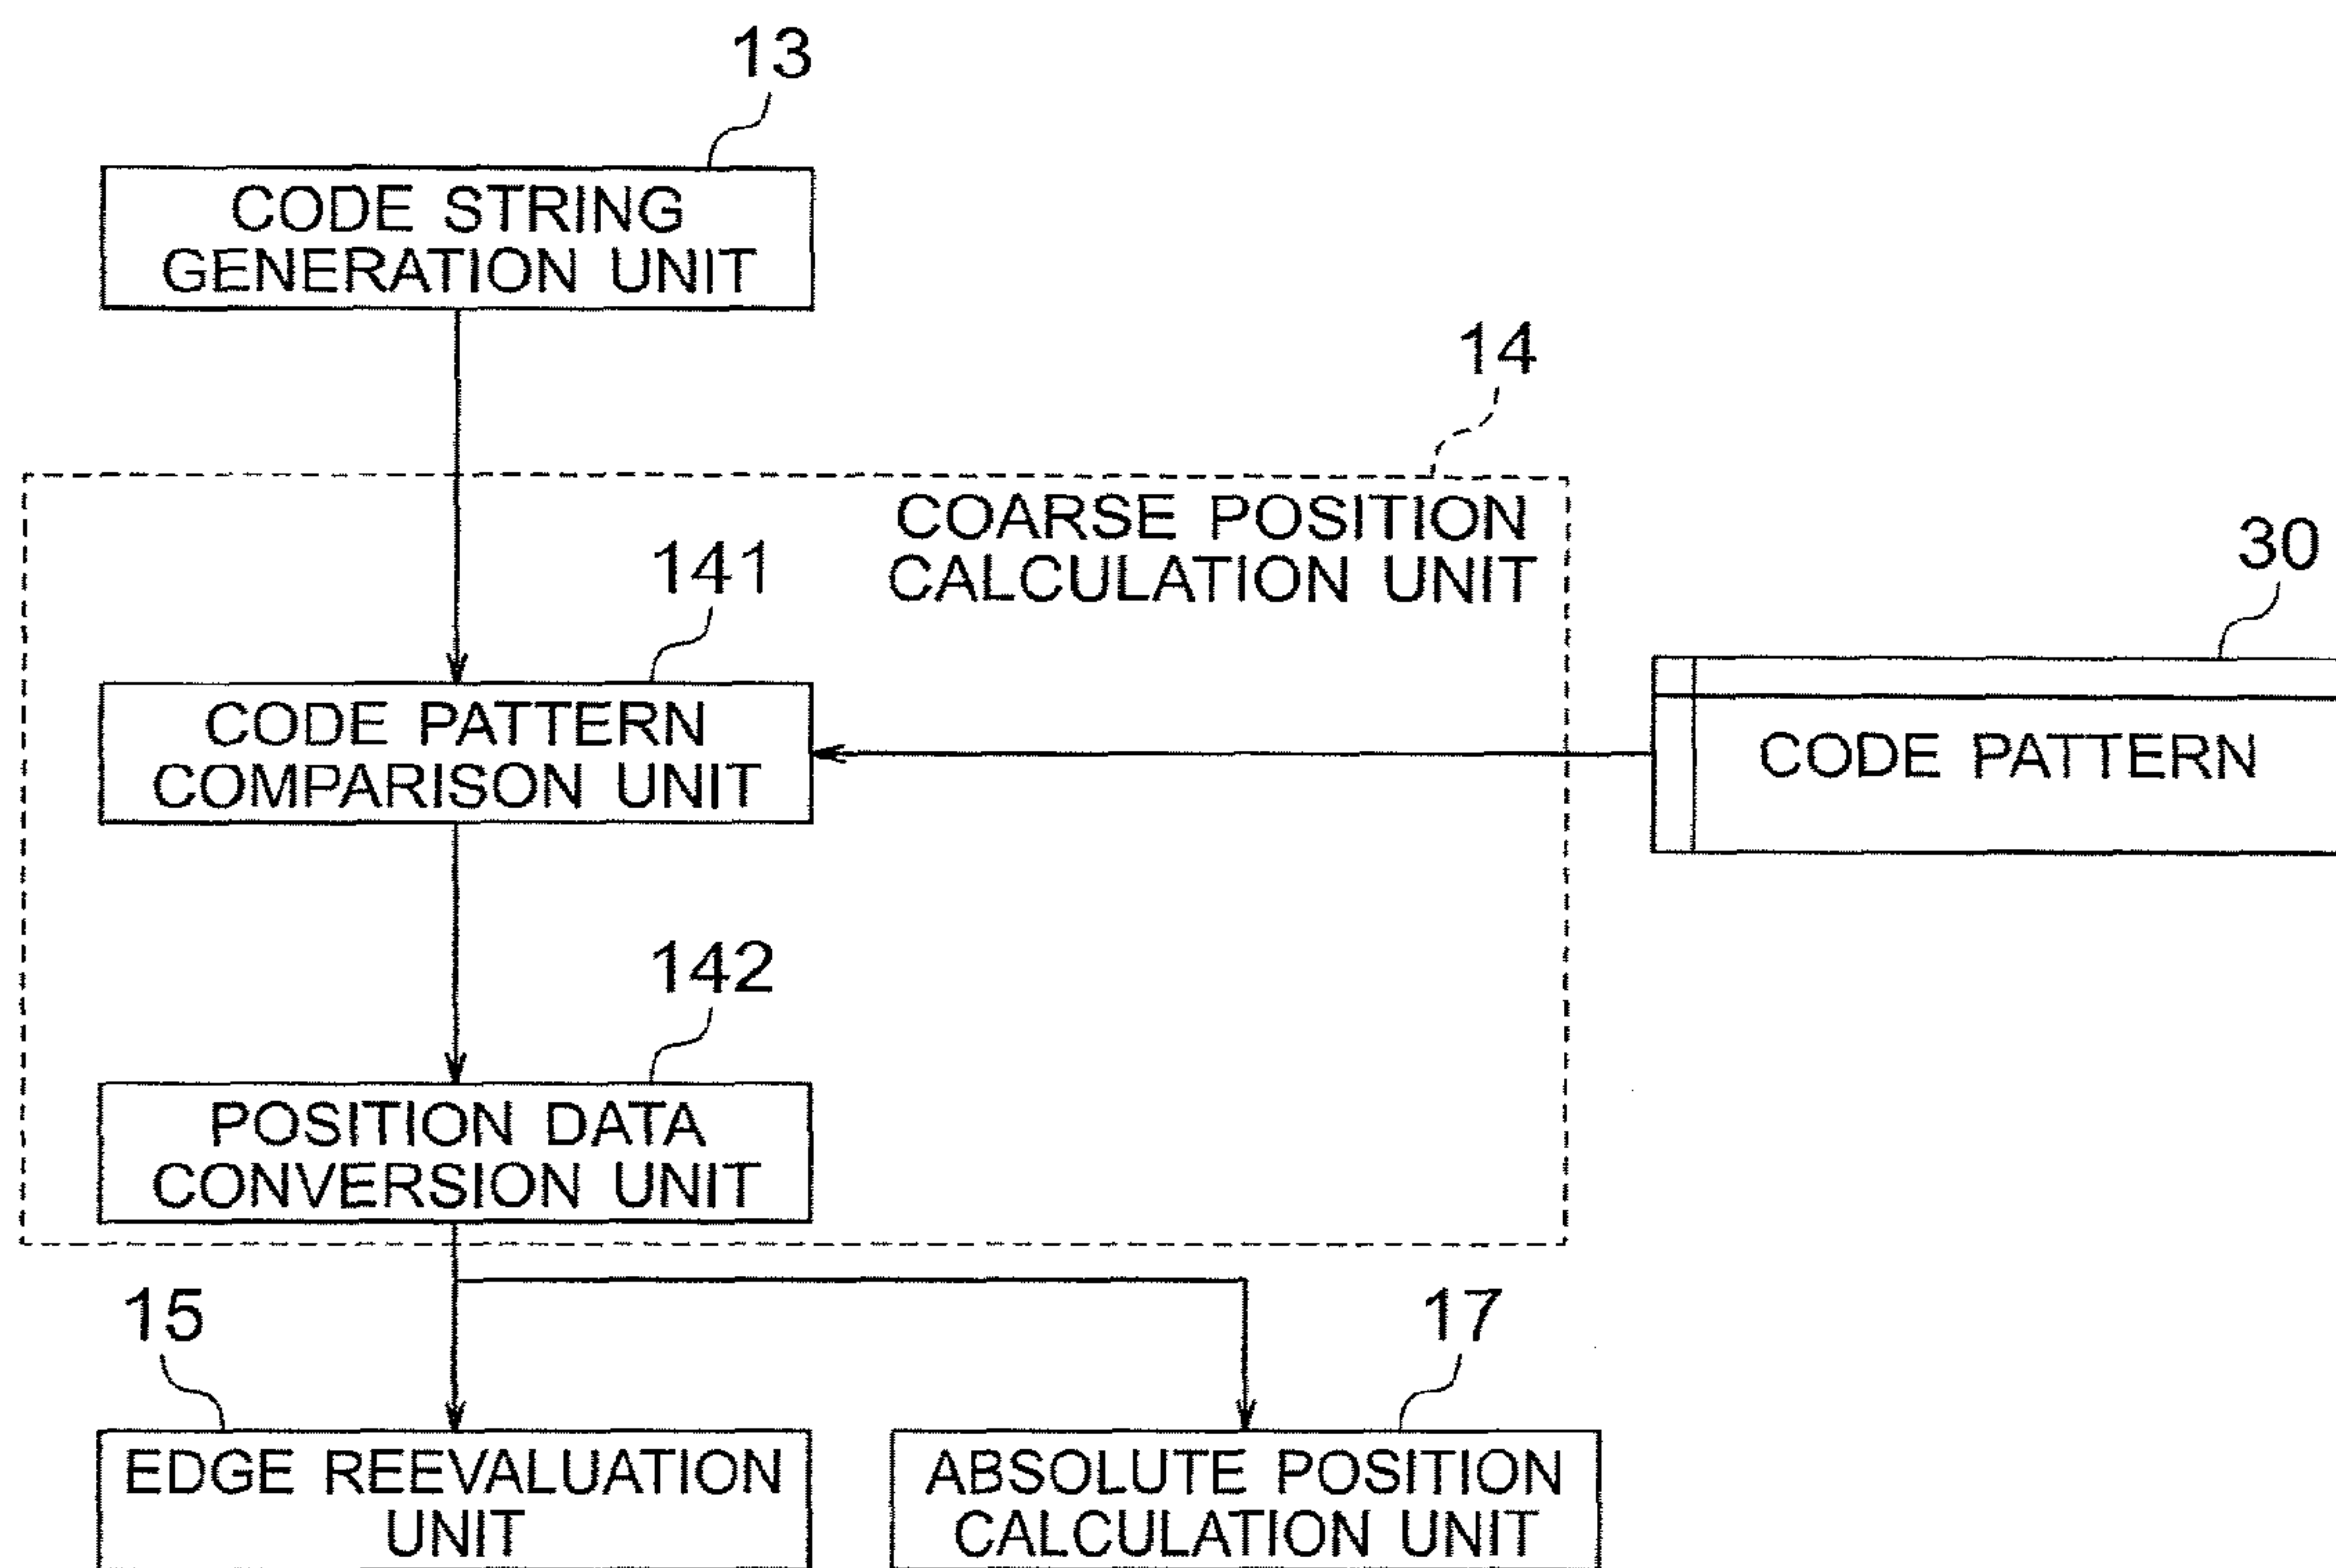 13
CODE STRING
GENERATION UNIT
14
COARSE POSITION
CALCULATION UNIT
141
30
CODE PATTERN
COMPARISON UNIT
CODE PATTERN
142
POSITION DATA
CONVERSION UNIT
15
17
EDGE REEVALUATION
UNIT
ABSOLUTE POSITION
CALCULATION UNIT